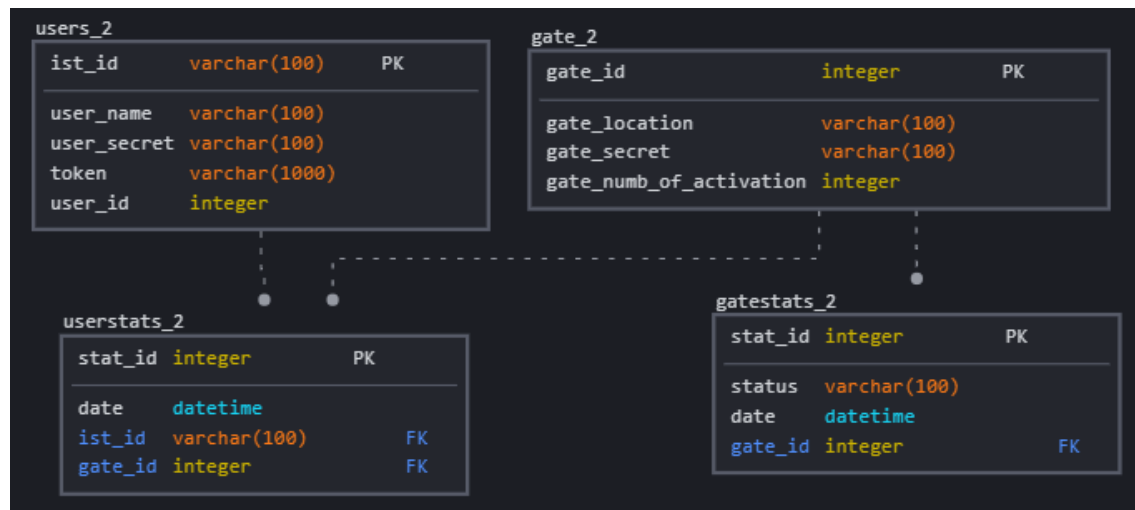 users_2
ist_id varchar(100) PK
user_name varchar(100)
user_secret varchar(100)
token varchar(1000)
user_id integer
gate_2
gate_id integer PK
gate_location varchar(100)
gate_secret varchar(100)
gate_numb_of_activation integer
userstats_2
stat_id integer PK
date datetime
ist_id varchar(100) FK
gate_id integer FK
gatestats_2
stat_id integer PK
status varchar(100)
date datetime
gate_id integer FK